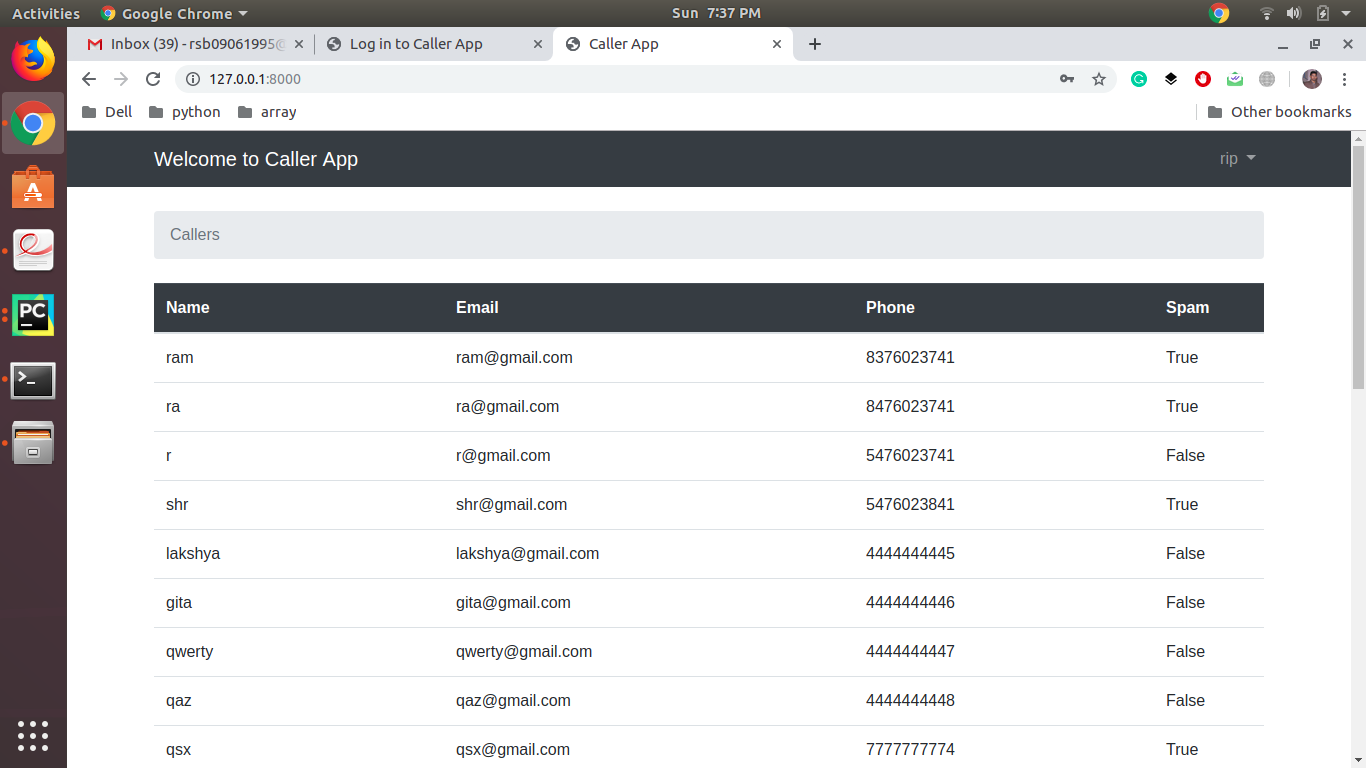 Activities Google Chrome Sun 7:37 PM
Inbox (39) - rsb09061995@ Log in to Caller App Caller App
127.0.0.1:8000
Dell python array Other bookmarks
Welcome to Caller App rip
Callers
Name Email Phone Spam
ram ram@gmail.com 8376023741 True
ra ra@gmail.com 8476023741 True
r r@gmail.com 5476023741 False
shr shr@gmail.com 5476023841 True
lakshya lakshya@gmail.com 4444444445 False
gita gita@gmail.com 4444444446 False
qwerty qwerty@gmail.com 4444444447 False
qaz qaz@gmail.com 4444444448 False
qsx qsx@gmail.com 7777777774 True
PC